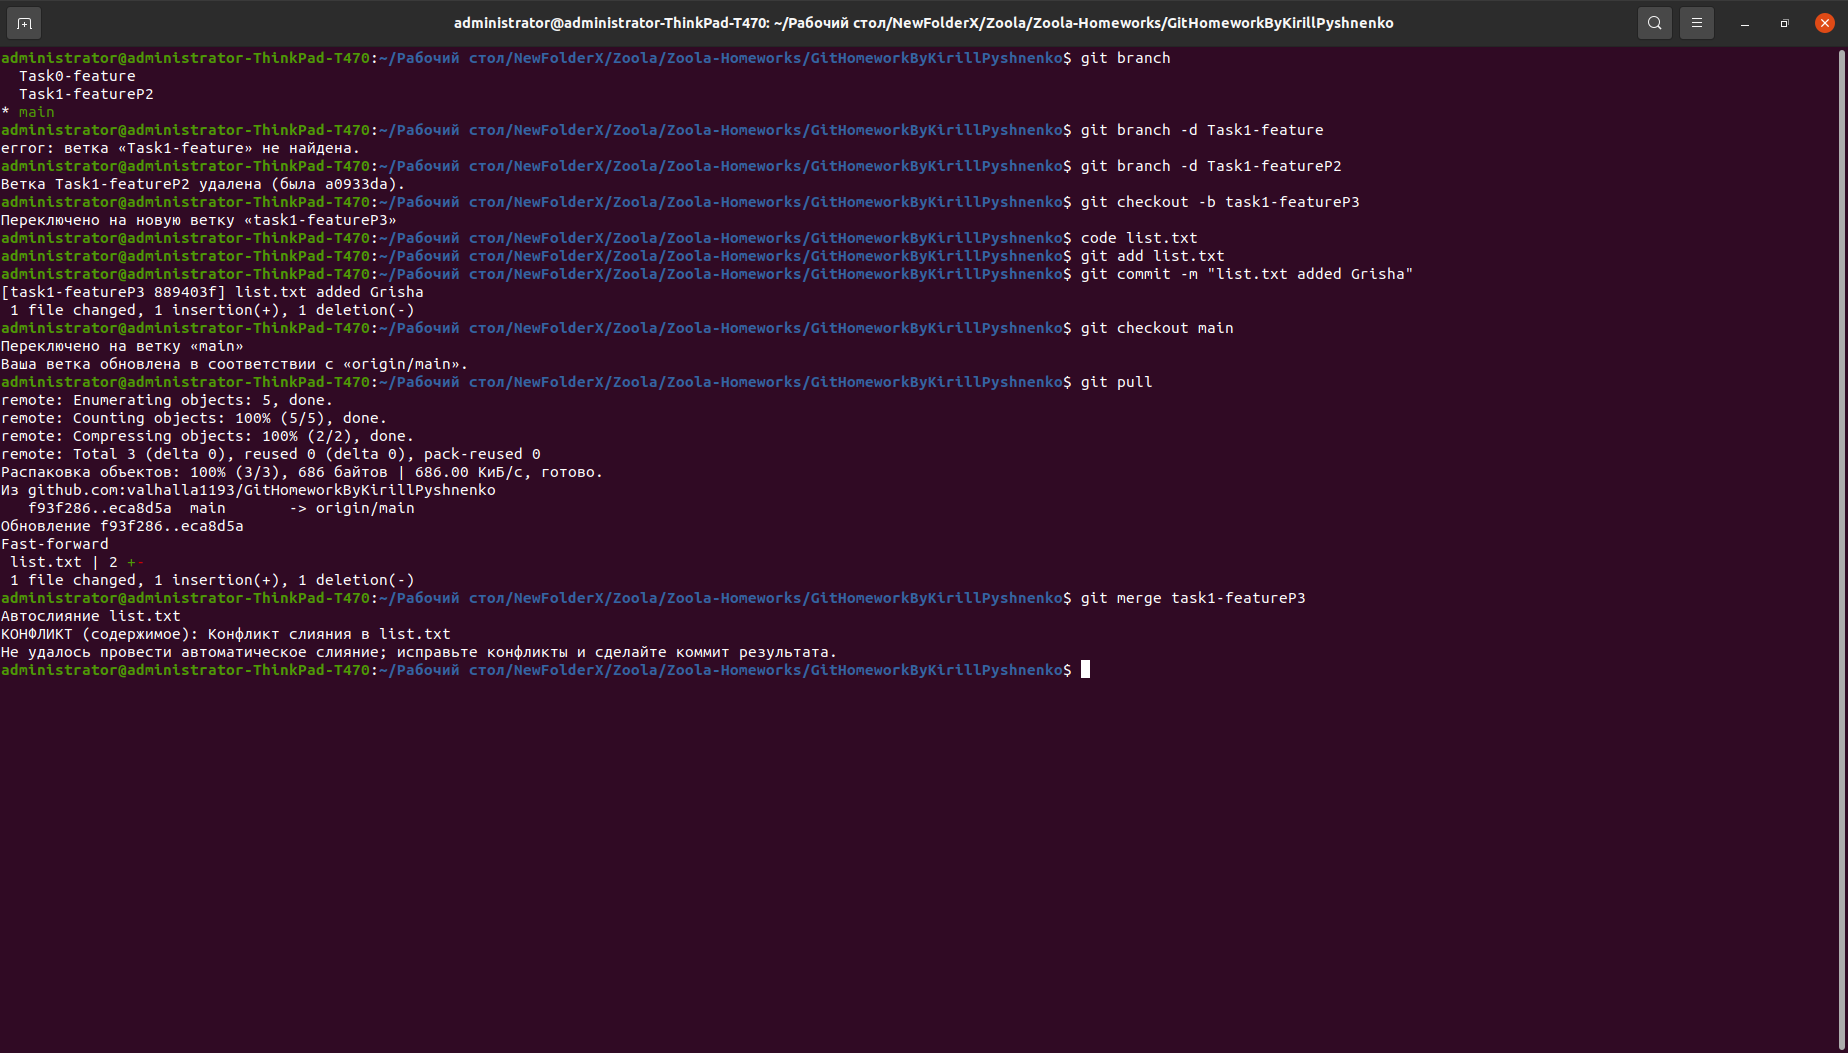 administrator@administrator-ThinkPad-T470: ~/Рабочий стол/NewFolderX/Zoola/Zoola-Homeworks/GitHomeworkByKirillPyshnenko
administrator@administrator-ThinkPad-T470:~/Рабочий стол/NewFolderX/Zoola/Zoola-Homeworks/GitHomeworkByKirillPyshnenko$ git branch
  Task0-feature
  Task1-featureP2
* main
administrator@administrator-ThinkPad-T470:~/Рабочий стол/NewFolderX/Zoola/Zoola-Homeworks/GitHomeworkByKirillPyshnenko$ git branch -d Task1-feature
error: ветка «Task1-feature» не найдена.
administrator@administrator-ThinkPad-T470:~/Рабочий стол/NewFolderX/Zoola/Zoola-Homeworks/GitHomeworkByKirillPyshnenko$ git branch -d Task1-featureP2
Ветка Task1-featureP2 удалена (была a0933da).
administrator@administrator-ThinkPad-T470:~/Рабочий стол/NewFolderX/Zoola/Zoola-Homeworks/GitHomeworkByKirillPyshnenko$ git checkout -b task1-featureP3
Переключено на новую ветку «task1-featureP3»
administrator@administrator-ThinkPad-T470:~/Рабочий стол/NewFolderX/Zoola/Zoola-Homeworks/GitHomeworkByKirillPyshnenko$ code list.txt
administrator@administrator-ThinkPad-T470:~/Рабочий стол/NewFolderX/Zoola/Zoola-Homeworks/GitHomeworkByKirillPyshnenko$ git add list.txt
administrator@administrator-ThinkPad-T470:~/Рабочий стол/NewFolderX/Zoola/Zoola-Homeworks/GitHomeworkByKirillPyshnenko$ git commit -m "list.txt added Grisha"
[task1-featureP3 889403f] list.txt added Grisha
 1 file changed, 1 insertion(+), 1 deletion(-)
administrator@administrator-ThinkPad-T470:~/Рабочий стол/NewFolderX/Zoola/Zoola-Homeworks/GitHomeworkByKirillPyshnenko$ git checkout main
Переключено на ветку «main»
Ваша ветка обновлена в соответствии с «origin/main».
administrator@administrator-ThinkPad-T470:~/Рабочий стол/NewFolderX/Zoola/Zoola-Homeworks/GitHomeworkByKirillPyshnenko$ git pull
remote: Enumerating objects: 5, done.
remote: Counting objects: 100% (5/5), done.
remote: Compressing objects: 100% (2/2), done.
remote: Total 3 (delta 0), reused 0 (delta 0), pack-reused 0
Распаковка объектов: 100% (3/3), 686 байтов | 686.00 КиБ/с, готово.
Из github.com:valhalla1193/GitHomeworkByKirillPyshnenko
   f93f286..eca8d5a  main       -> origin/main
Обновление f93f286..eca8d5a
Fast-forward
 list.txt | 2 +-
 1 file changed, 1 insertion(+), 1 deletion(-)
administrator@administrator-ThinkPad-T470:~/Рабочий стол/NewFolderX/Zoola/Zoola-Homeworks/GitHomeworkByKirillPyshnenko$ git merge task1-featureP3
Автослияние list.txt
КОНФЛИКТ (содержимое): Конфликт слияния в list.txt
Не удалось провести автоматическое слияние; исправьте конфликты и сделайте коммит результата.
administrator@administrator-ThinkPad-T470:~/Рабочий стол/NewFolderX/Zoola/Zoola-Homeworks/GitHomeworkByKirillPyshnenko$